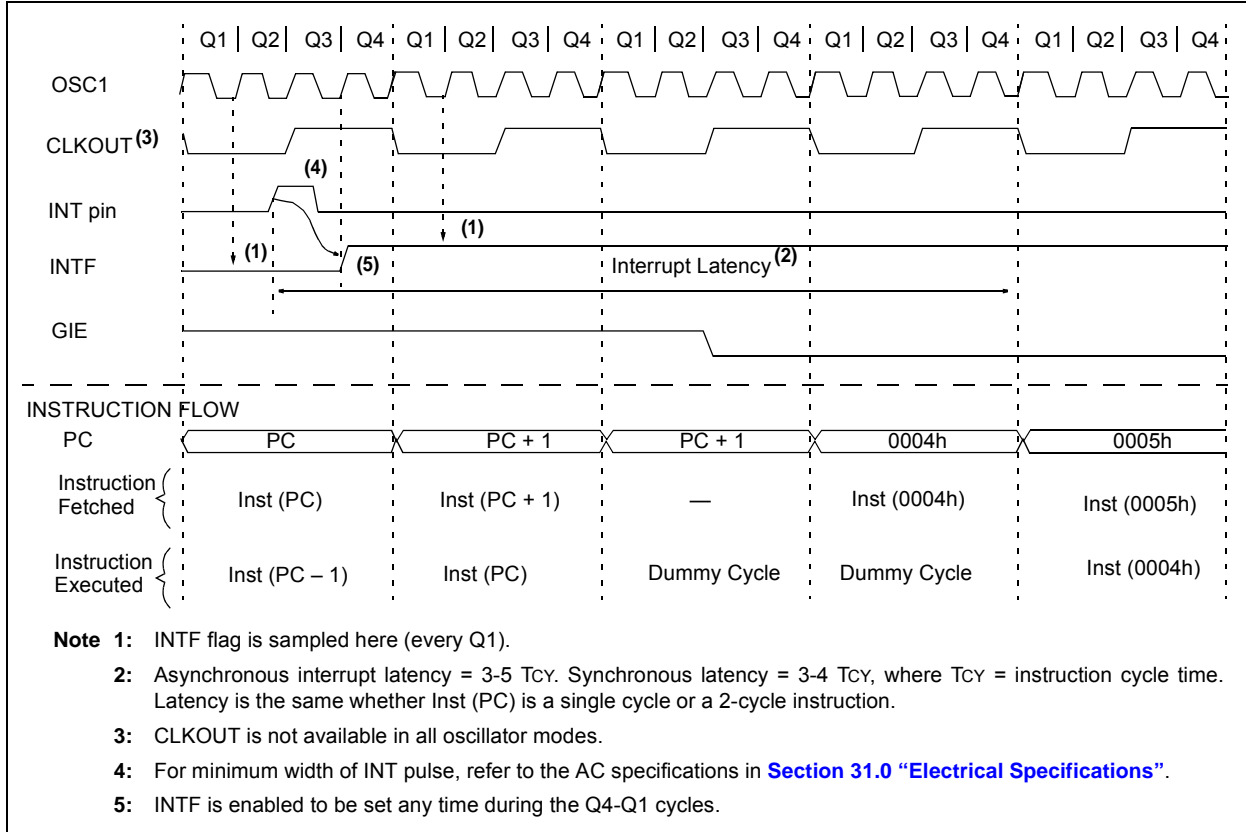 Q1 Q2 Q3 Q4 Q1 Q2 Q3 Q4 Q1 Q2 Q3 Q4 Q1 Q2 Q3 Q4 Q1 Q2 Q3 Q4
OSC1
CLKOUT (3)
(4)
INT pin
(1)
(1)
INTF
(5)
Interrupt Latency (2)
GIE
INSTRUCTION FLOW
PC PC PC + 1 PC + 1 0004h 0005h
Instruction
Fetched
Inst (PC) Inst (PC + 1) — Inst (0004h) Inst (0005h)
Instruction
Executed
Inst (PC – 1) Inst (PC) Dummy Cycle Dummy Cycle Inst (0004h)
Note 1: INTF flag is sampled here (every Q1).
2: Asynchronous interrupt latency = 3-5 TCY. Synchronous latency = 3-4 TCY, where TCY = instruction cycle time.
Latency is the same whether Inst (PC) is a single cycle or a 2-cycle instruction.
3: CLKOUT is not available in all oscillator modes.
4: For minimum width of INT pulse, refer to the AC specifications in Section 31.0 “Electrical Specifications”.
5: INTF is enabled to be set any time during the Q4-Q1 cycles.